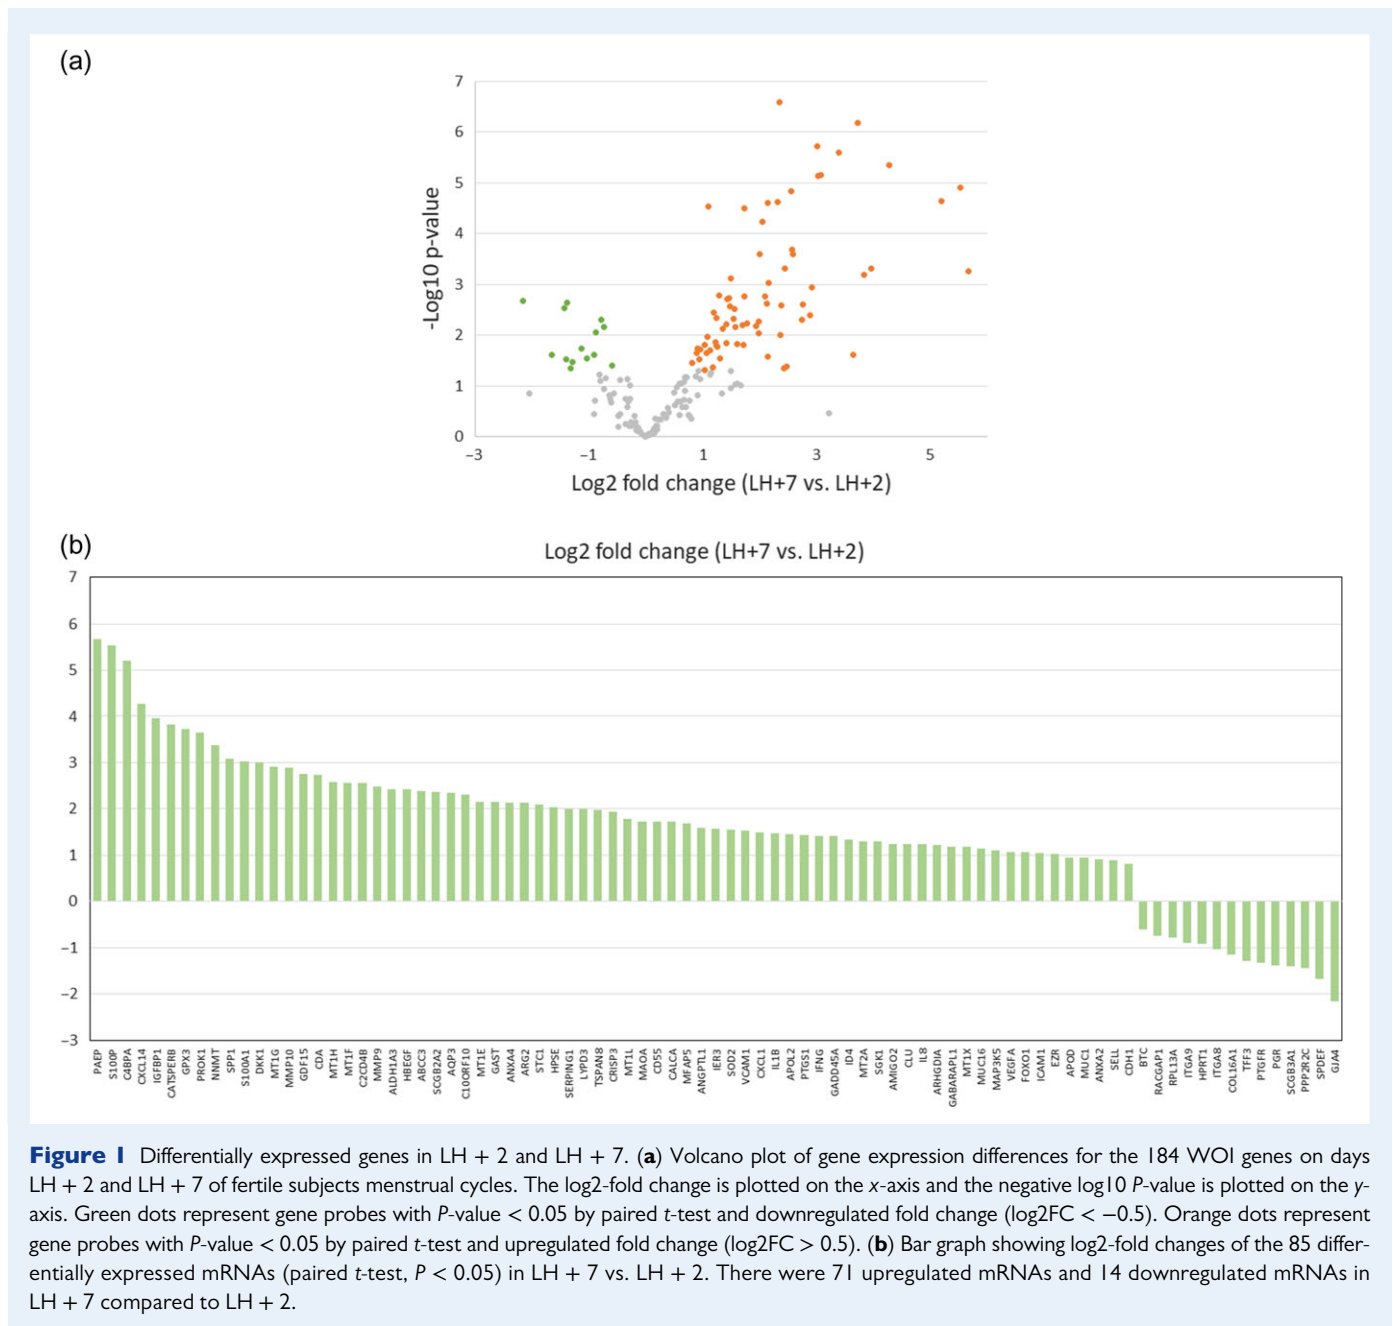 (a)
7
6
5
4
3
2
1
0
-Log10 p-value
–3
–1
1
3
5
Log2 fold change (LH+7 vs. LH+2)
(b)
Log2 fold change (LH+7 vs. LH+2)
7
6
5
4
3
2
1
0
–1
–2
–3
PAEP
S100P
C4BPA
CXCL14
IGFBP1
CATSPERB
GPX3
PROK1
NNMT
SPP1
S100A1
DKK1
MT1G
MMP10
GDF15
CDA
MT1H
MT1F
C2CD4B
MMP9
ALDH1A3
HBEGF
ABCC3
SCGB2A2
AQP3
C10ORF10
MT1E
GAST
ANXA4
ARG2
STC1
HPSE
SERPING1
LYPD3
TSPAN8
CRISP3
MT1L
MAOA
CD55
CALCA
MFAP5
ANGPTL1
IER3
SOD2
VCAM1
CXCL1
IL1B
APOL2
PTGS1
IFNG
GADD45A
ID4
MT2A
SGK1
AMIGO2
CLU
IL8
ARHGDIA
GABARAPL1
MT1X
MUC16
MAP3K5
VEGFA
FOXO1
ICAM1
EZR
APOD
MUC1
ANXA2
SELL
CDH1
BTC
RACGAP1
RPL13A
ITGA9
HPRT1
ITGA8
COL16A1
TFF3
PTGFR
PGR
SCGB3A1
PPP2R2C
SPDEF
GJA4
Figure 1 Differentially expressed genes in LH + 2 and LH + 7. (a) Volcano plot of gene expression differences for the 184 WOI genes on days
LH + 2 and LH + 7 of fertile subjects menstrual cycles. The log2-fold change is plotted on the x-axis and the negative log10 P-value is plotted on the y-
axis. Green dots represent gene probes with P-value < 0.05 by paired t-test and downregulated fold change (log2FC < −0.5). Orange dots represent
gene probes with P-value < 0.05 by paired t-test and upregulated fold change (log2FC > 0.5). (b) Bar graph showing log2-fold changes of the 85 differ-
entially expressed mRNAs (paired t-test, P < 0.05) in LH + 7 vs. LH + 2. There were 71 upregulated mRNAs and 14 downregulated mRNAs in
LH + 7 compared to LH + 2.